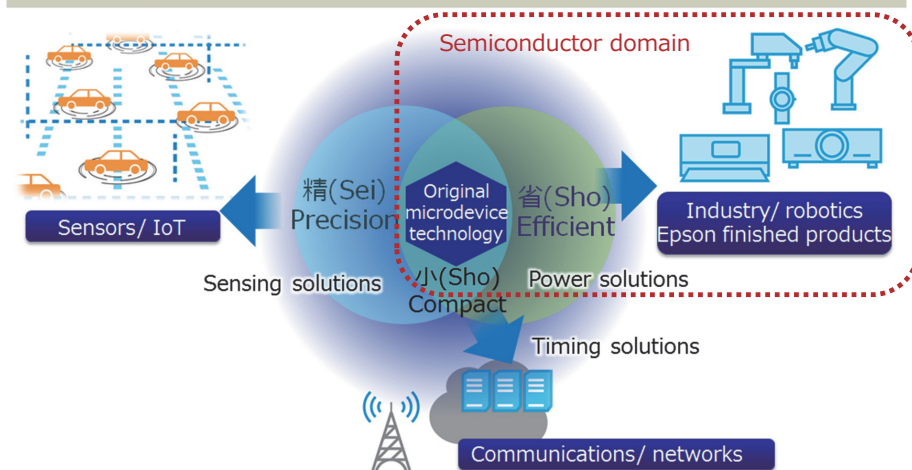 Semiconductor domain
精(Sei)
Precision
Original
microdevice
technology
省(Sho)
Efficient
小(Sho)
Compact
Sensors/ IoT
Industry/ robotics
Epson finished products
Sensing solutions
Power solutions
Timing solutions
Communications/ networks